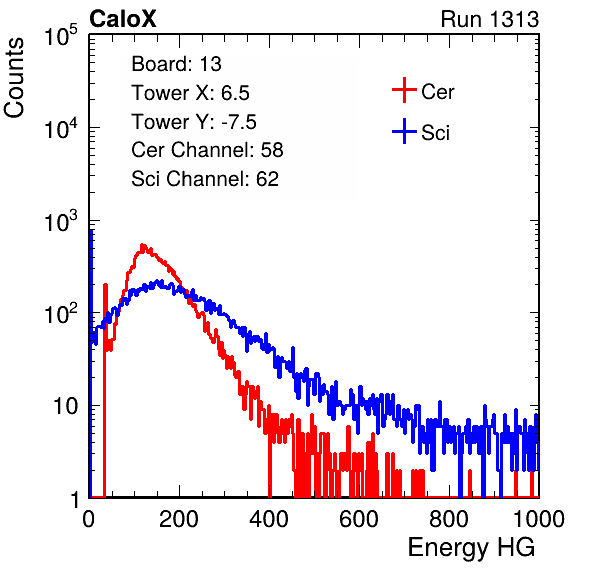 CaloX Run 1313
Board: 13
Tower X: 6.5
Tower Y: -7.5
Cer Channel: 58
Sci Channel: 62
Cer
Sci
Counts
10^5
10^4
10^3
10^2
10
1
0 200 400 600 800 1000
Energy HG